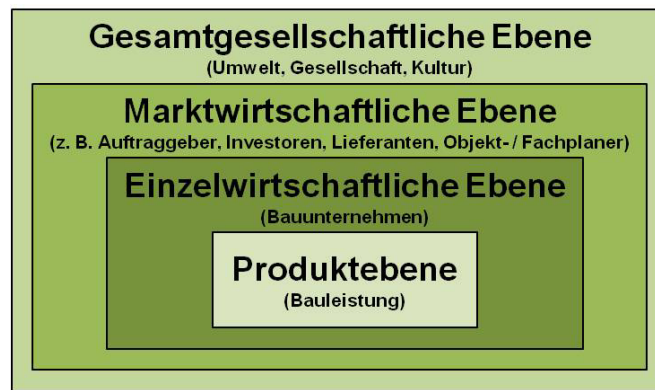 Gesamtgesellschaftliche Ebene
(Umwelt, Gesellschaft, Kultur)
Marktwirtschaftliche Ebene
(z. B. Auftraggeber, Investoren, Lieferanten, Objekt- / Fachplaner)
Einzelwirtschaftliche Ebene
(Bauunternehmen)
Produktebene
(Bauleistung)